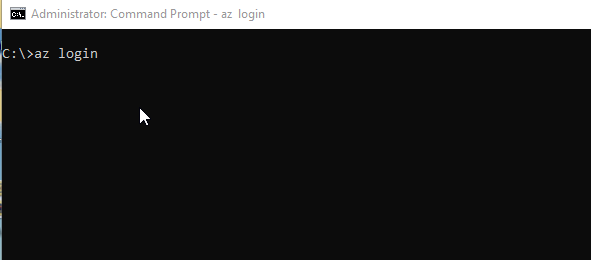 Administrator: Command Prompt - az  login
C:\>az login